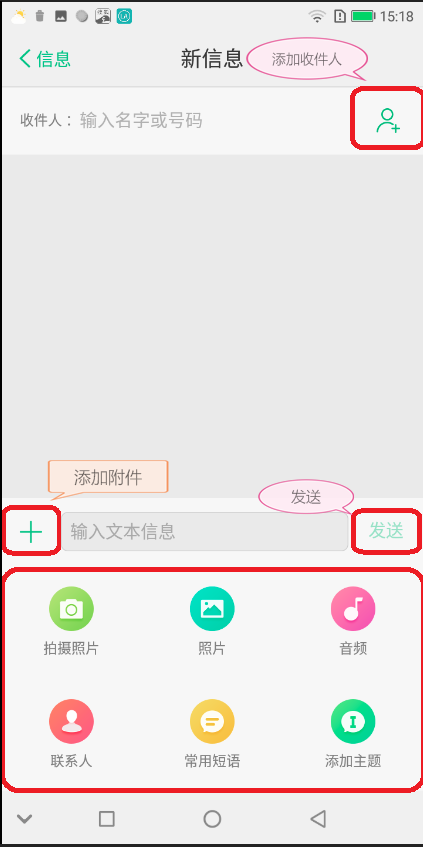 15:18
信息
新信息
添加收件人
收件人：
输入名字或号码
添加附件
发送
输入文本信息
发送
拍摄照片
照片
音频
联系人
常用短语
添加主题